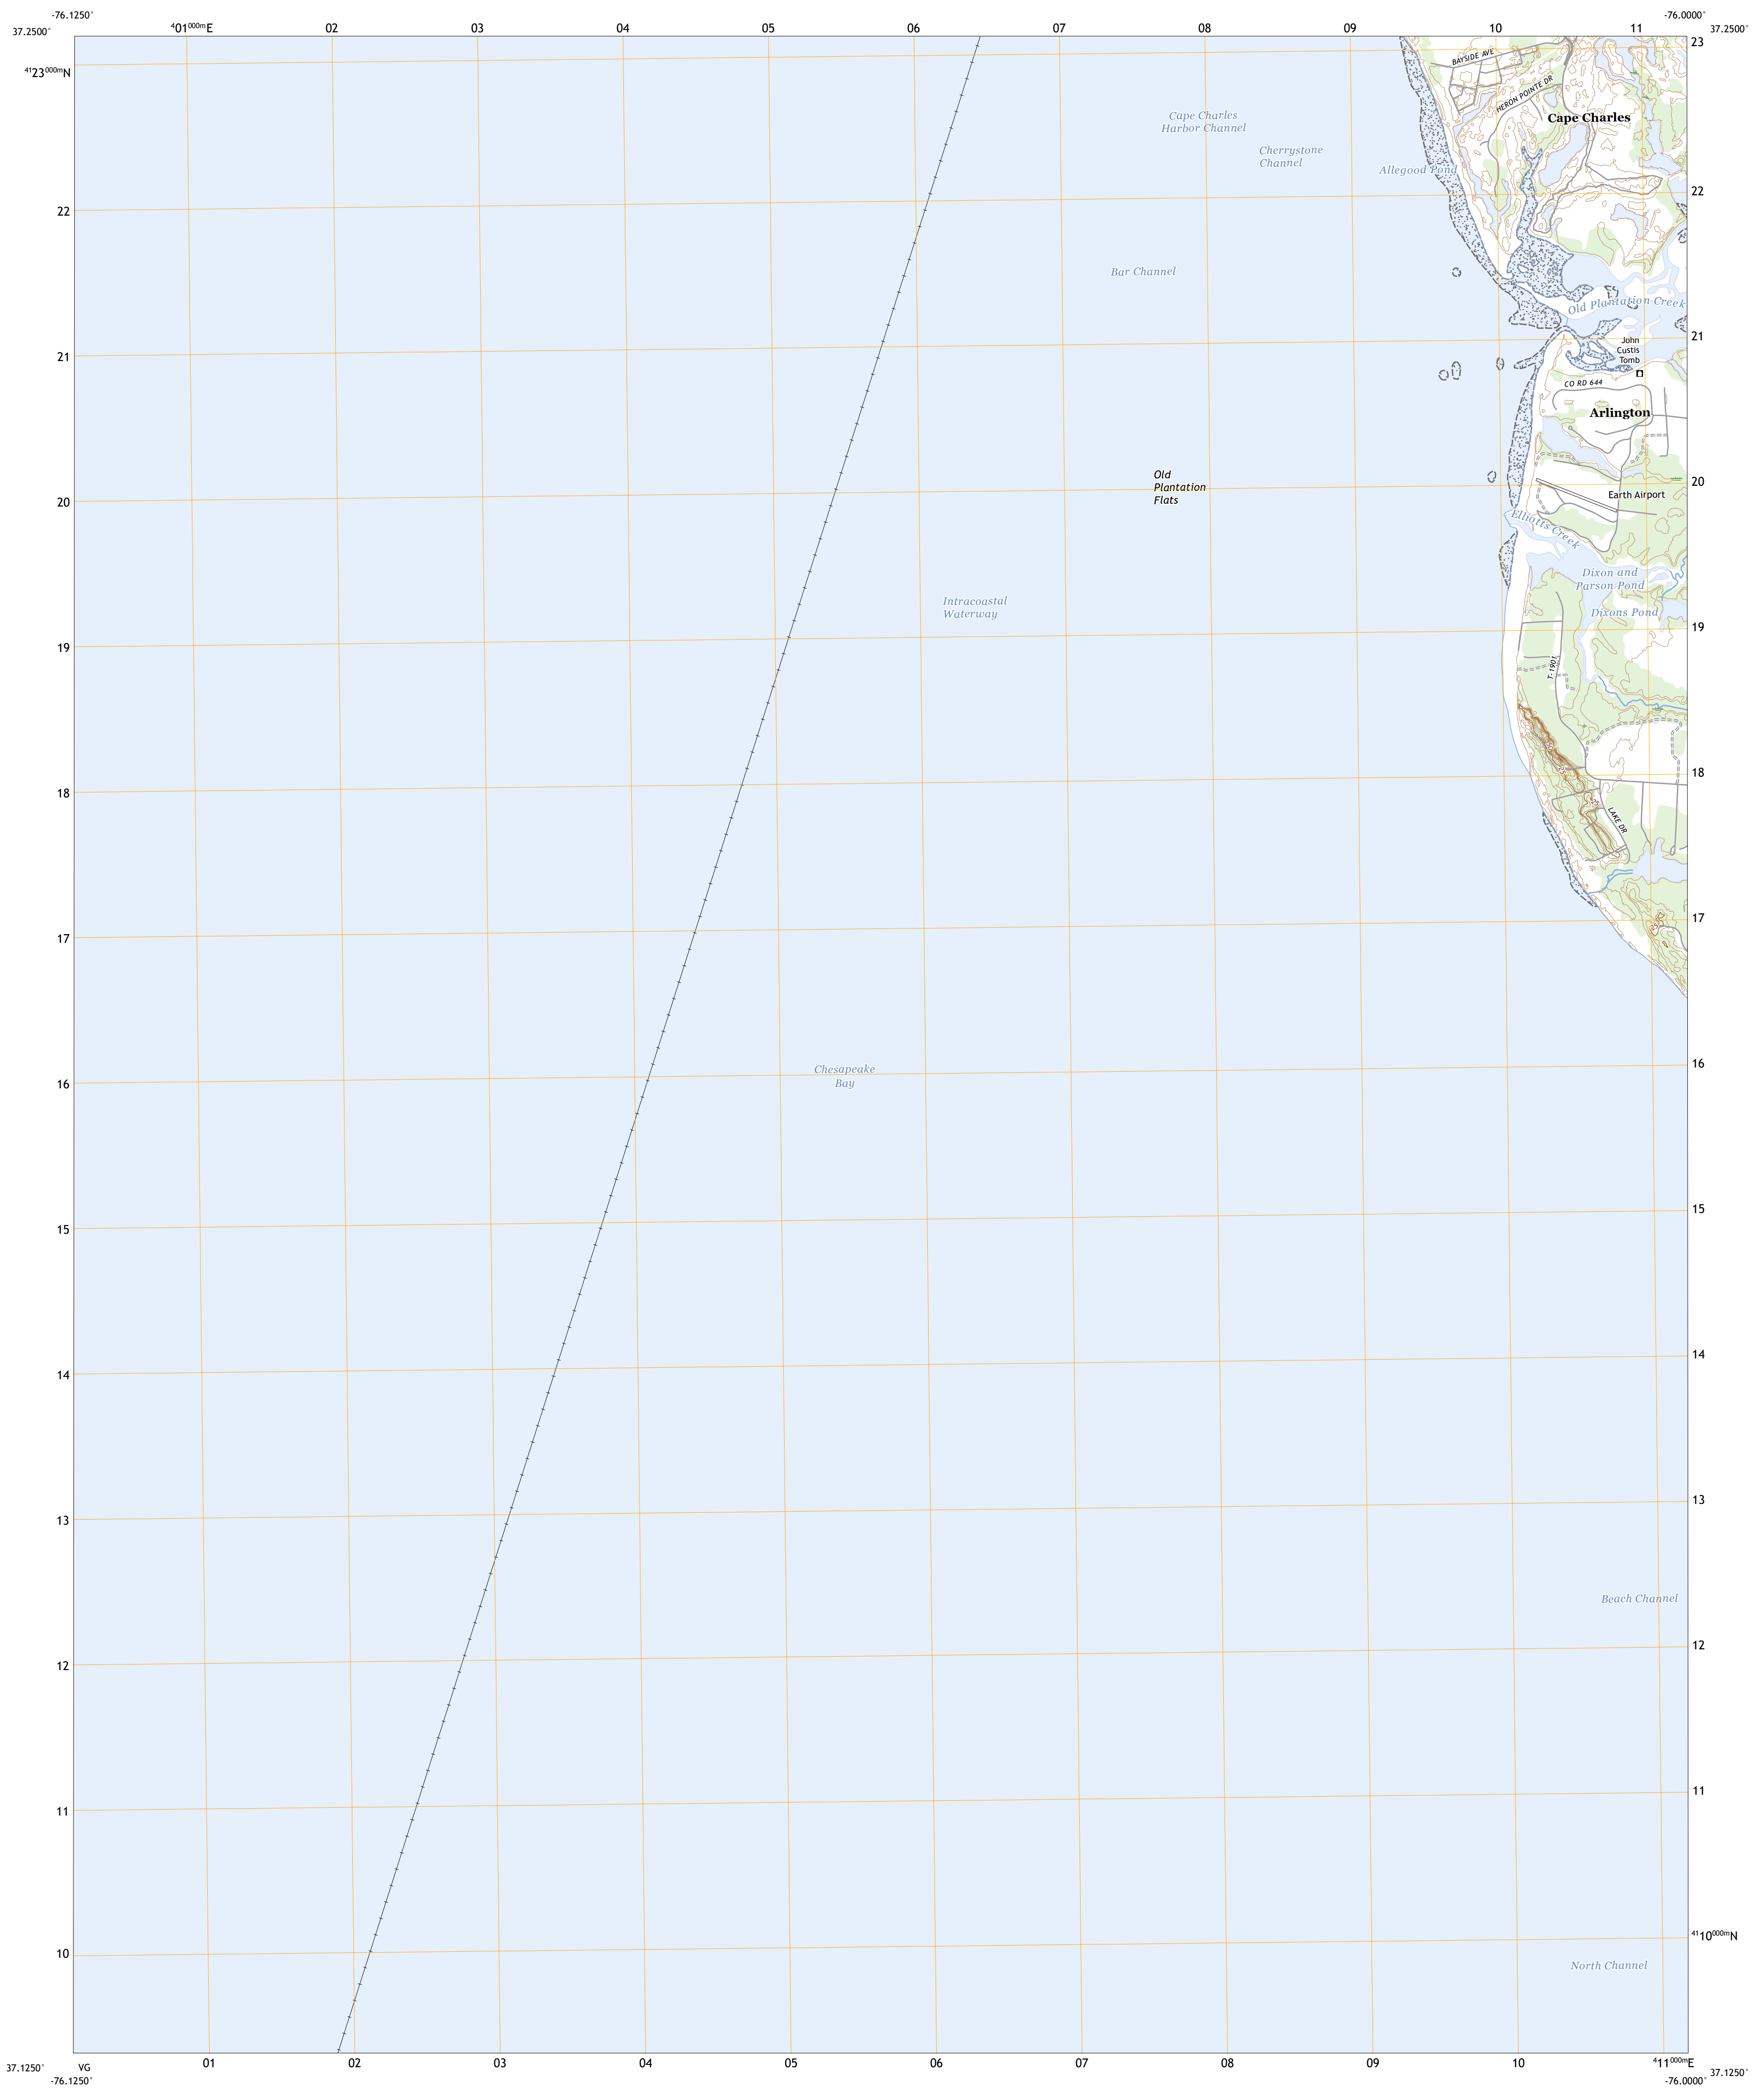 -76.1250°
-76.0000°
37.2500°
⁴01⁰⁰⁰ᵐE
02
03
04
05
06
07
08
09
10
11
37.2500°
⁴¹23⁰⁰⁰ᵐN
23
BAYSIDE AVE
HERON POINTE DR
Cape Charles
Cape Charles
Harbor Channel
Cherrystone
Channel
Allegood Pond
22
22
Bar Channel
Old Plantation Creek
21
21
John
Custis
Tomb
CO RD 644
Arlington
Old
Plantation
Flats
20
20
Earth Airport
Elliotts Creek
Dixon and
Parson Pond
Dixons Pond
Intracoastal
Waterway
19
19
T-1901
18
18
LAKE DR
17
17
Chesapeake
Bay
16
16
15
15
14
14
13
13
Beach Channel
12
12
11
11
10
⁴¹10⁰⁰⁰ᵐN
North Channel
37.1250°
VG
01
02
03
04
05
06
07
08
09
10
⁴11⁰⁰⁰ᵐE
37.1250°
-76.1250°
-76.0000°